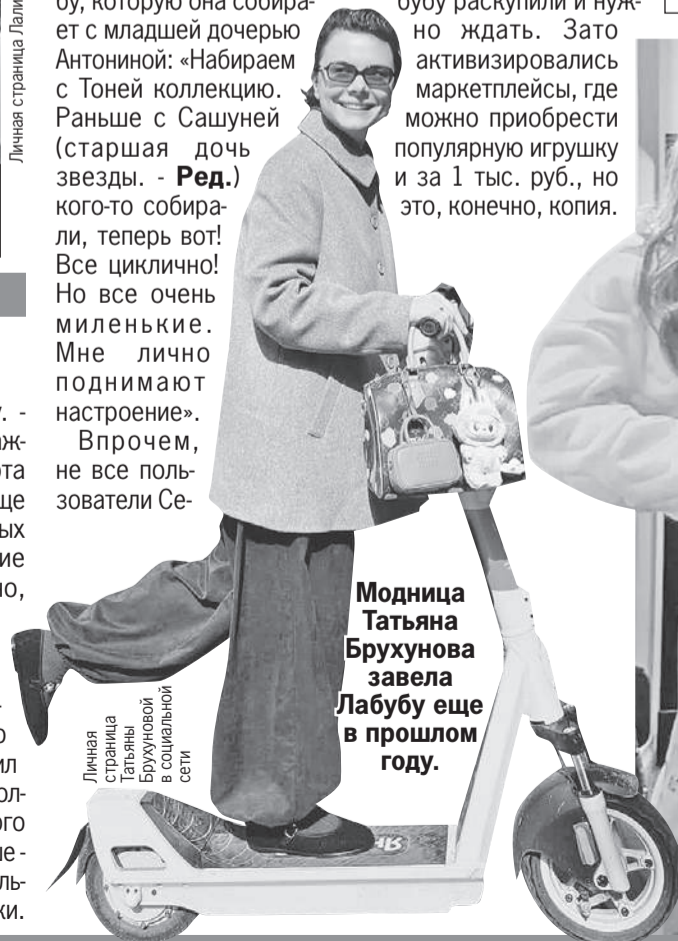 Личная страница Лали
бу, которую она собира-
ет с младшей дочерью
Антониной: «Набираем
с Тоней коллекцию.
Раньше с Сашуней
(старшая дочь
звезды. - Ред.)
кого-то собира-
ли, теперь вот!
Все циклично!
Но все очень
миленькие.
Мне лично
поднимают
настроение».
Впрочем,
не все поль-
зователи Се-
бубу раскупили и нуж-
но ждать. Зато
активизировались
маркетплейсы, где
можно приобрести
популярную игрушку
и за 1 тыс. руб., но
это, конечно, копия.
Модница
Татьяна
Брухунова
завела
Лабубу еще
в прошлом
году.
Личная
страница
Татьяны
Брухуновой
в социальной
сети